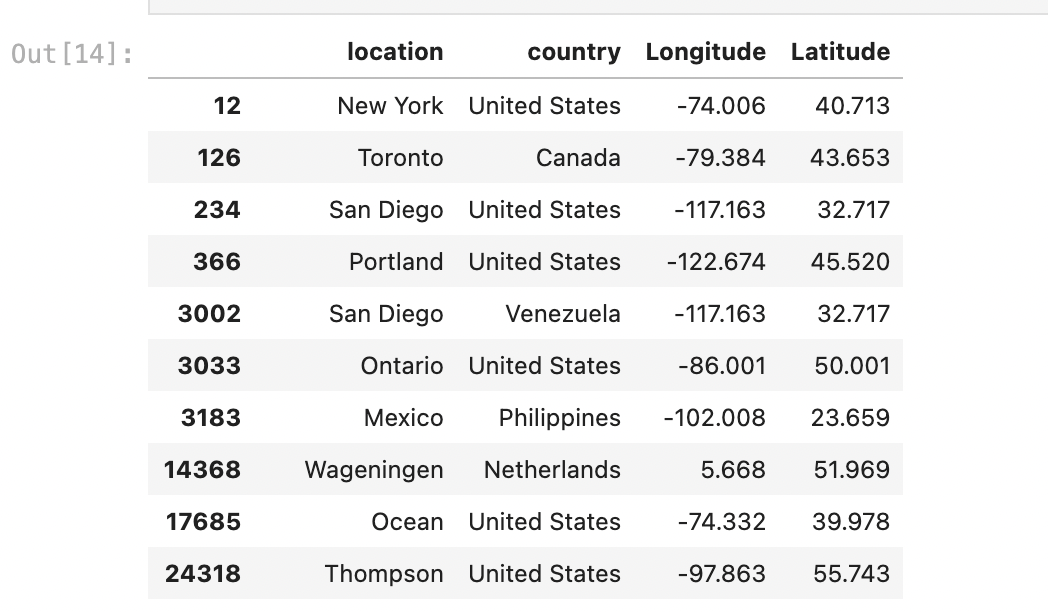 Out[14]:
location country Longitude Latitude
12 New York United States -74.006 40.713
126 Toronto Canada -79.384 43.653
234 San Diego United States -117.163 32.717
366 Portland United States -122.674 45.520
3002 San Diego Venezuela -117.163 32.717
3033 Ontario United States -86.001 50.001
3183 Mexico Philippines -102.008 23.659
14368 Wageningen Netherlands 5.668 51.969
17685 Ocean United States -74.332 39.978
24318 Thompson United States -97.863 55.743